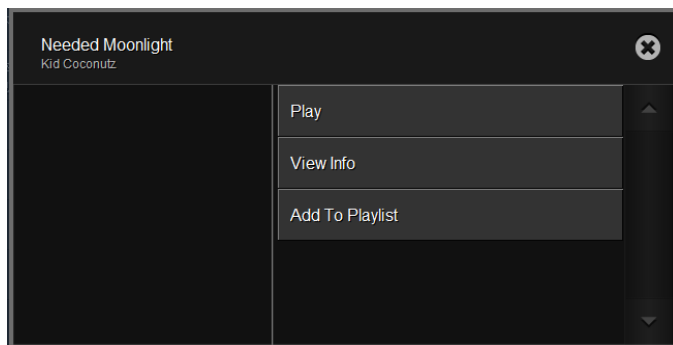 Needed Moonlight
Kid Coconutz
Play
View Info
Add To Playlist